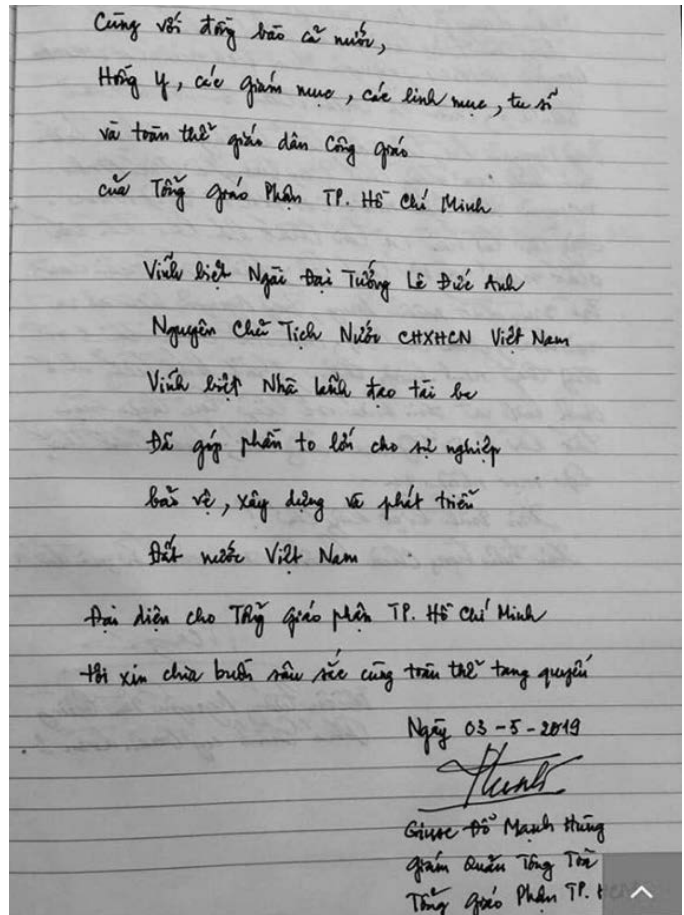 Cùng với đồng bào cả nước,
Hồng Y, các giám mục, các linh mục, tu sĩ
và toàn thể giáo dân Công giáo
của Tổng Giáo Phận TP. Hồ Chí Minh
Vĩnh biệt Ngài Đại Tướng Lê Đức Anh
Nguyên Chủ Tịch Nước CHXHCN Việt Nam
Vĩnh biệt Nhà lãnh đạo tài ba
Đã góp phần to lớn cho sự nghiệp
bảo vệ, xây dựng và phát triển
Đất nước Việt Nam
Đại diện cho Tổng Giáo phận TP. Hồ Chí Minh
tôi xin chia buồn sâu sắc cùng toàn thể tang quyến
Ngày 03-5-2019
Giuse Đỗ Mạnh Hùng
Giám Quản Tông Tòa
Tổng Giáo Phận TP. H